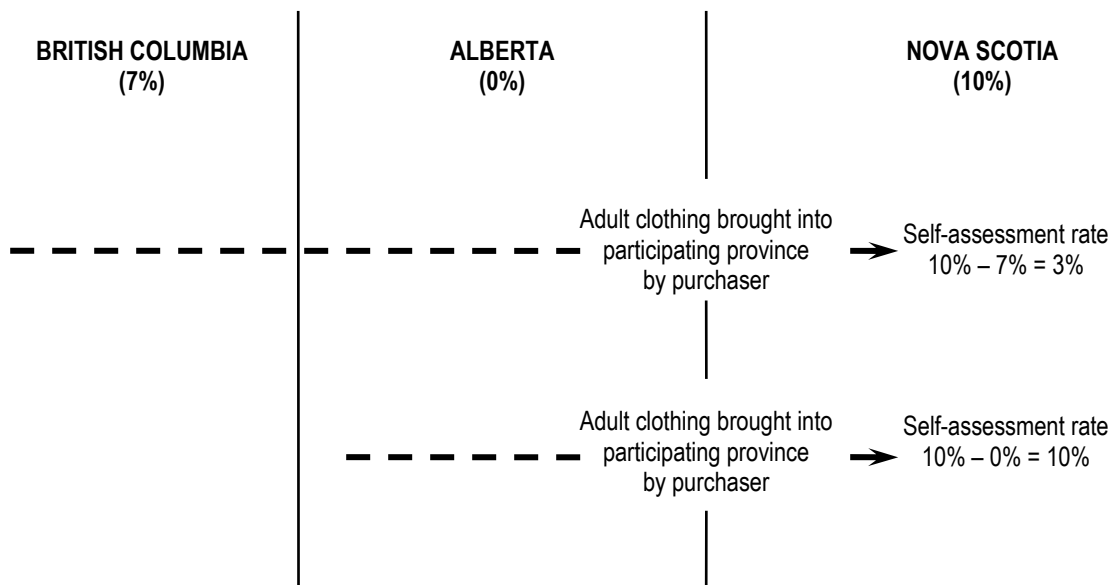 BRITISH COLUMBIA
(7%)
ALBERTA
(0%)
NOVA SCOTIA
(10%)
Adult clothing brought into
participating province
by purchaser
Self-assessment rate
10% – 7% = 3%
Adult clothing brought into
participating province
by purchaser
Self-assessment rate
10% – 0% = 10%